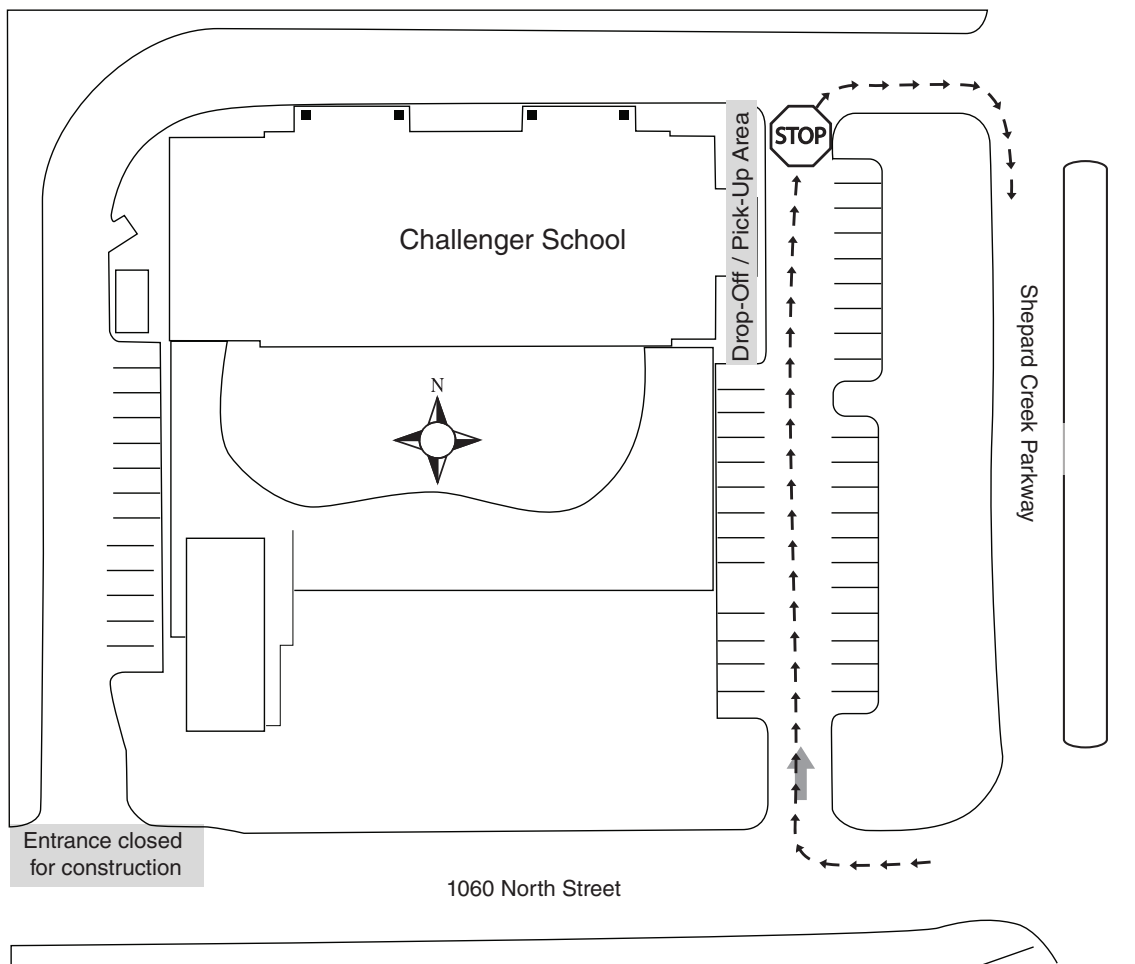 STOP
Drop-Off / Pick-Up Area
Challenger School
N
Shepard Creek Parkway
Entrance closed
for construction
1060 North Street